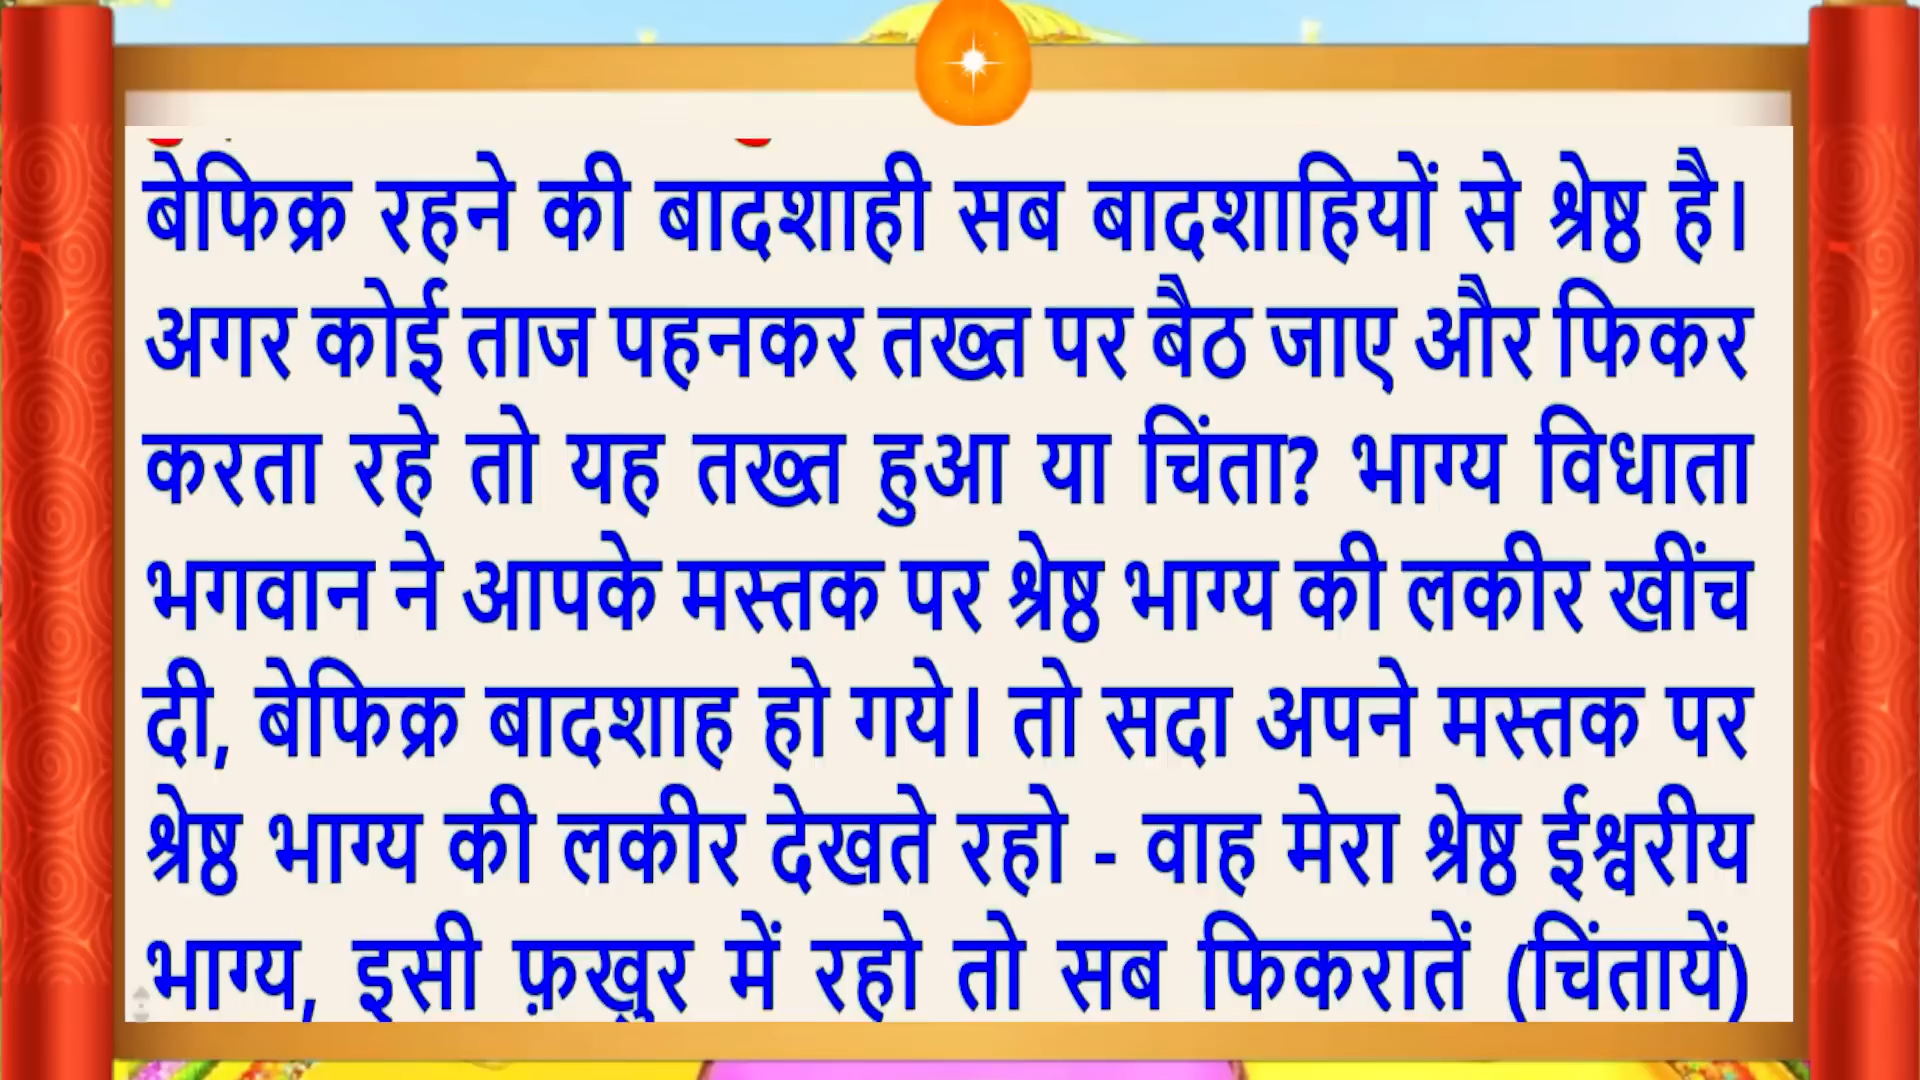 बेफिक्र रहने की बादशाही सब बादशाहियों से श्रेष्ठ है।
अगर कोई ताज पहनकर तख्त पर बैठ जाए और फिकर
करता रहे तो यह तख्त हुआ या चिंता? भाग्य विधाता
भगवान ने आपके मस्तक पर श्रेष्ठ भाग्य की लकीर खींच
दी, बेफिक्र बादशाह हो गये। तो सदा अपने मस्तक पर
श्रेष्ठ भाग्य की लकीर देखते रहो - वाह मेरा श्रेष्ठ ईश्वरीय
भाग्य, इसी फ़खुर में रहो तो सब फिकरातें (चिंतायें)